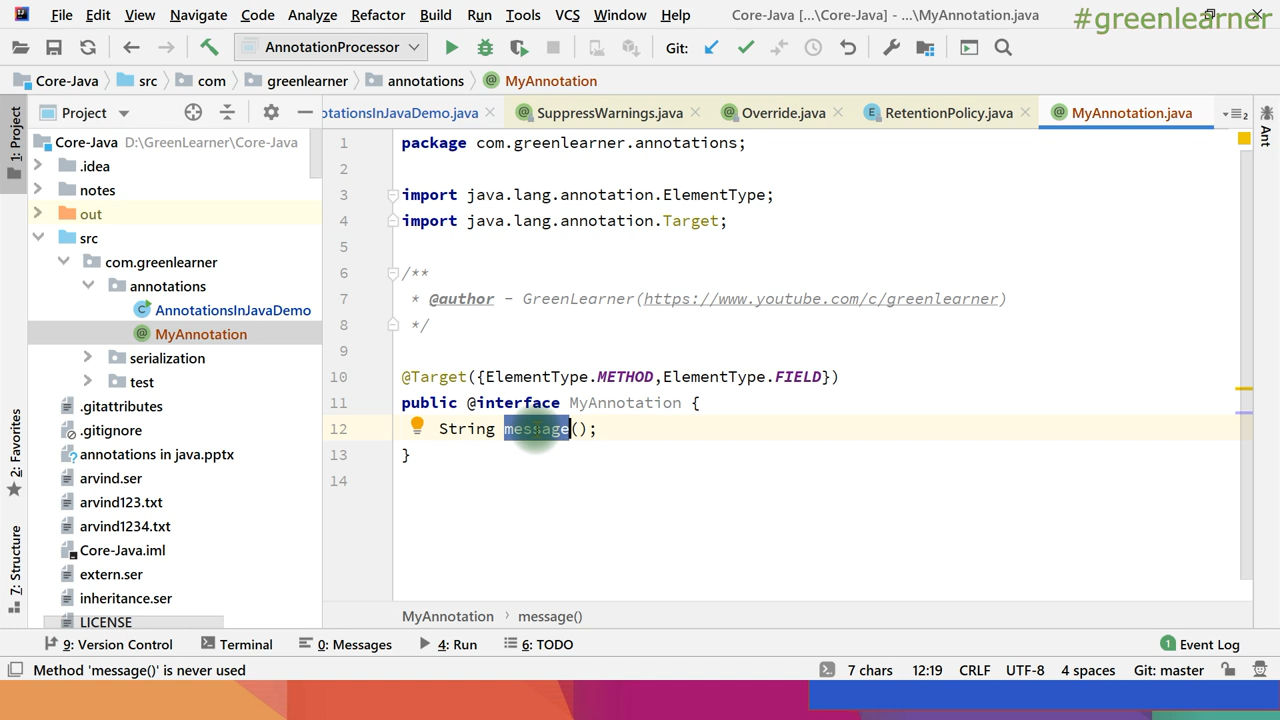 File Edit View Navigate Code Analyze Refactor Build Run Tools VCS Window Help Core-Java [...\Core-Java] - ...\MyAnnotation.java #greenlearner
AnnotationProcessor Git:
Core-Java src com greenlearner annotations MyAnnotation
Project otationsInJavaDemo.java SuppressWarnings.java Override.java RetentionPolicy.java MyAnnotation.java 2
1: Project
Ant
Core-Java D:\GreenLearner\Core-Java
.idea
notes
out
src
com.greenlearner
annotations
AnnotationsInJavaDemo
MyAnnotation
serialization
test
.gitattributes
.gitignore
annotations in java.pptx
arvind.ser
arvind123.txt
arvind1234.txt
Core-Java.iml
extern.ser
inheritance.ser
LICENSE
2: Favorites
7: Structure
1 package com.greenlearner.annotations;
2
3 import java.lang.annotation.ElementType;
4 import java.lang.annotation.Target;
5
6 /**
7 * @author - GreenLearner(https://www.youtube.com/c/greenlearner)
8 */
9
10 @Target({ElementType.METHOD,ElementType.FIELD})
11 public @interface MyAnnotation {
12 String message();
13 }
14
MyAnnotation message()
9: Version Control Terminal 0: Messages 4: Run 6: TODO 1 Event Log
Method 'message()' is never used 7 chars 12:19 CRLF UTF-8 4 spaces Git: master